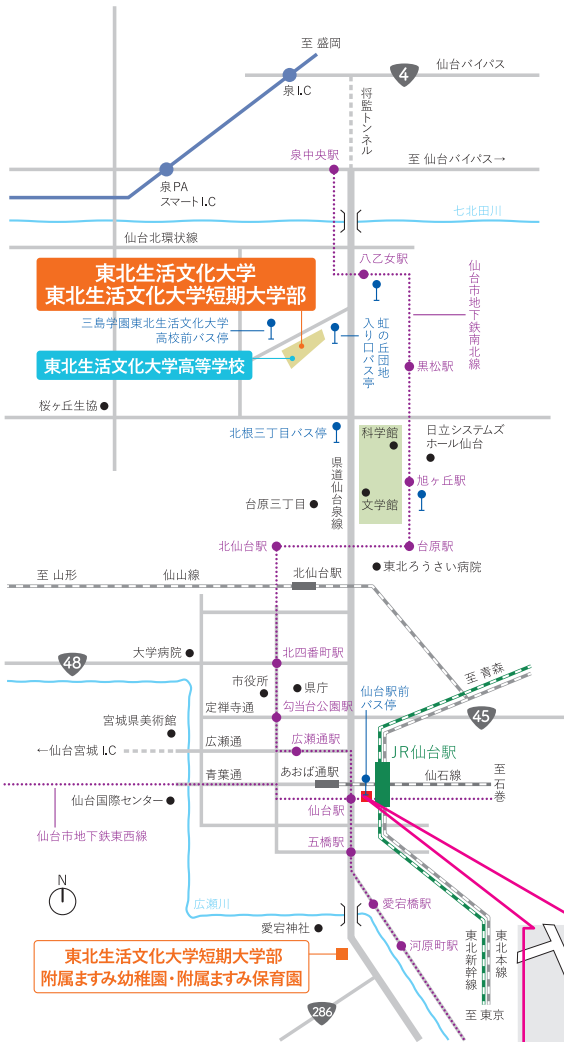 至 盛岡
仙台バイパス
4
泉I.C
将監トンネル
泉中央駅
至 仙台バイパス→
泉PA
スマートI.C
七北田川
仙台北環状線
八乙女駅
仙台市地下鉄南北線
東北生活文化大学
東北生活文化大学短期大学部
三島学園東北生活文化大学
高校前バス停
虹の丘団地
入り口バス亭
東北生活文化大学高等学校
黒松駅
桜ヶ丘生協
北根三丁目バス停
科学館
日立システムズ
ホール仙台
県道仙台泉線
旭ヶ丘駅
文学館
台原三丁目
北仙台駅
台原駅
東北ろうさい病院
至 山形
仙山線
北仙台駅
大学病院
北四番町駅
48
至 青森
市役所
県庁
仙台駅前
バス停
定禅寺通
勾当台公園駅
45
宮城県美術館
広瀬通
広瀬通駅
JR仙台駅
←仙台宮城 I.C
青葉通
あおば通駅
仙石線
至 石巻
仙台国際センター
仙台駅
仙台市地下鉄東西線
五橋駅
N
広瀬川
愛宕橋駅
愛宕神社
河原町駅
東北新幹線
東北本線
東北生活文化大学短期大学部
附属ますみ幼稚園・附属ますみ保育園
286
至 東京